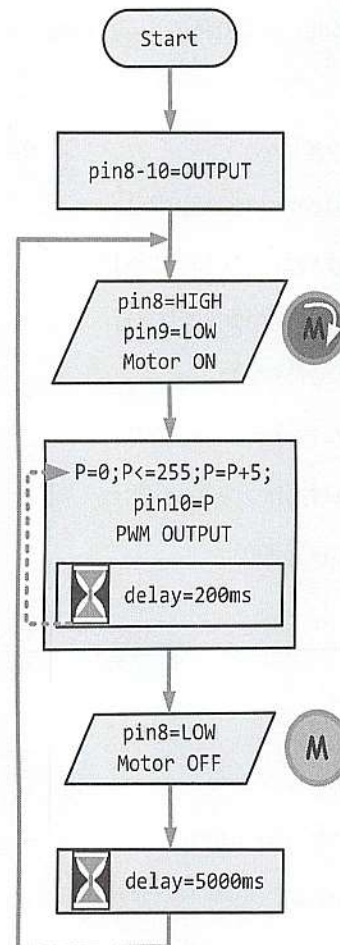 Start
pin8-10=OUTPUT
pin8=HIGH
pin9=LOW
Motor ON
M
P=0;P<=255;P=P+5;
pin10=P
PWM OUTPUT
delay=200ms
pin8=LOW
Motor OFF
M
delay=5000ms